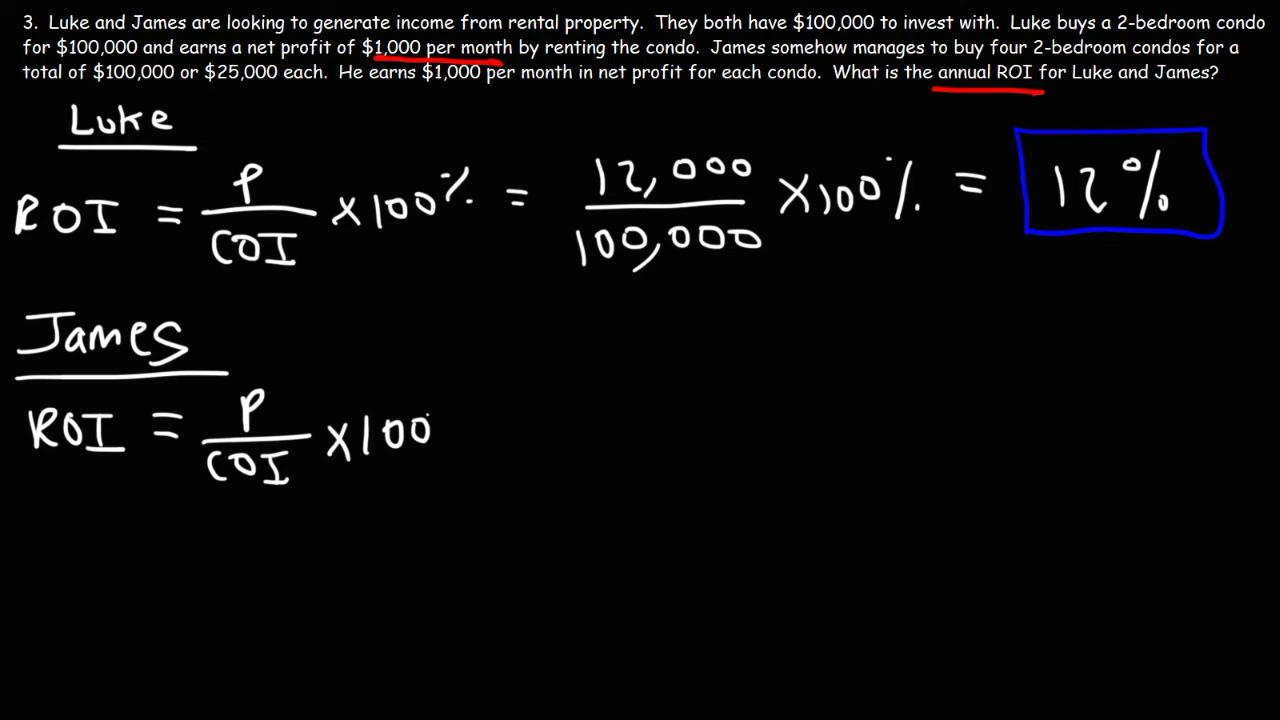 3. Luke and James are looking to generate income from rental property. They both have $100,000 to invest with. Luke buys a 2-bedroom condo
for $100,000 and earns a net profit of $1,000 per month by renting the condo. James somehow manages to buy four 2-bedroom condos for a
total of $100,000 or $25,000 each. He earns $1,000 per month in net profit for each condo. What is the annual ROI for Luke and James?
Luke
ROI = P/COI × 100% = 12,000/100,000 × 100% = 12%
James
ROI = P/COI × 100